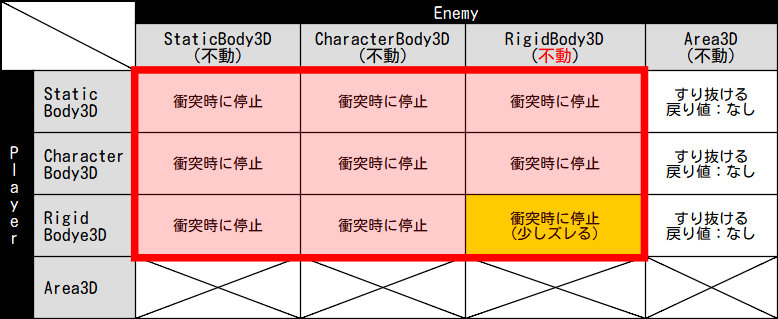 Enemy
StaticBody3D
(不動)
CharacterBody3D
(不動)
RigidBody3D
(不動)
Area3D
(不動)
Player
Static
Body3D
衝突時に停止
衝突時に停止
衝突時に停止
すり抜ける
戻り値：なし
Character
Body3D
衝突時に停止
衝突時に停止
衝突時に停止
すり抜ける
戻り値：なし
Rigid
Bodye3D
衝突時に停止
衝突時に停止
衝突時に停止
(少しズレる)
すり抜ける
戻り値：なし
Area3D